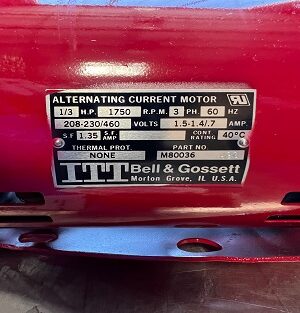 ALTERNATING CURRENT MOTOR
1/3 H.P. 1750 R.P.M. 3 PH. 60 HZ
208-230/460 VOLTS 1.5-1.4/.7 AMP.
S.F. 1.35 S.F. AMP. CONT. RATING 40°C
THERMAL PROT. PART NO.
NONE M80036
ITT Bell & Gossett
Morton Grove, IL U.S.A.